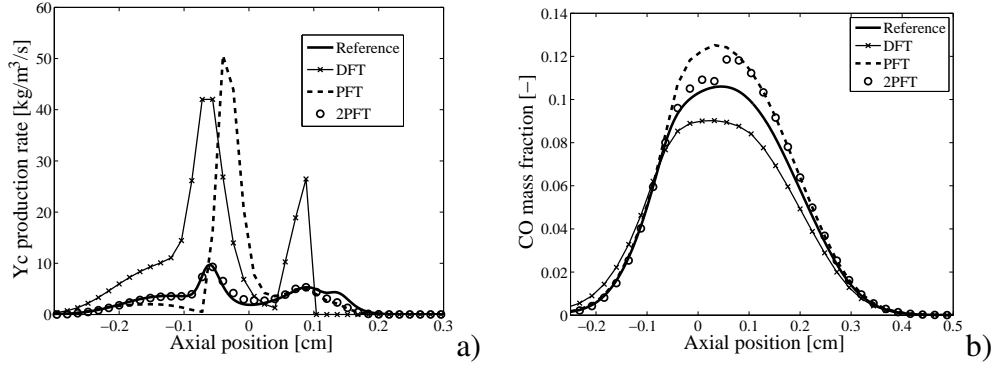 60
50
40
30
20
10
0
Yc production rate [kg/m³/s]
Reference
DFT
PFT
2PFT
−0.2
−0.1
0
0.1
0.2
0.3
Axial position [cm]
a)
0.14
0.12
0.1
0.08
0.06
0.04
0.02
0
CO mass fraction [−]
Reference
DFT
PFT
2PFT
−0.2
−0.1
0
0.1
0.2
0.3
0.4
0.5
Axial position [cm]
b)